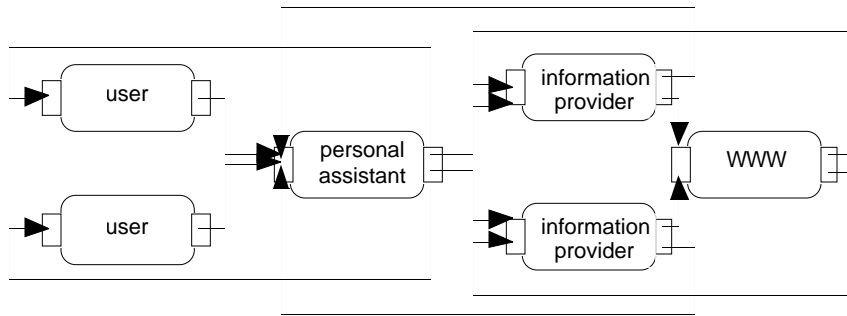 user
information
provider
personal
assistant
WWW
user
information
provider